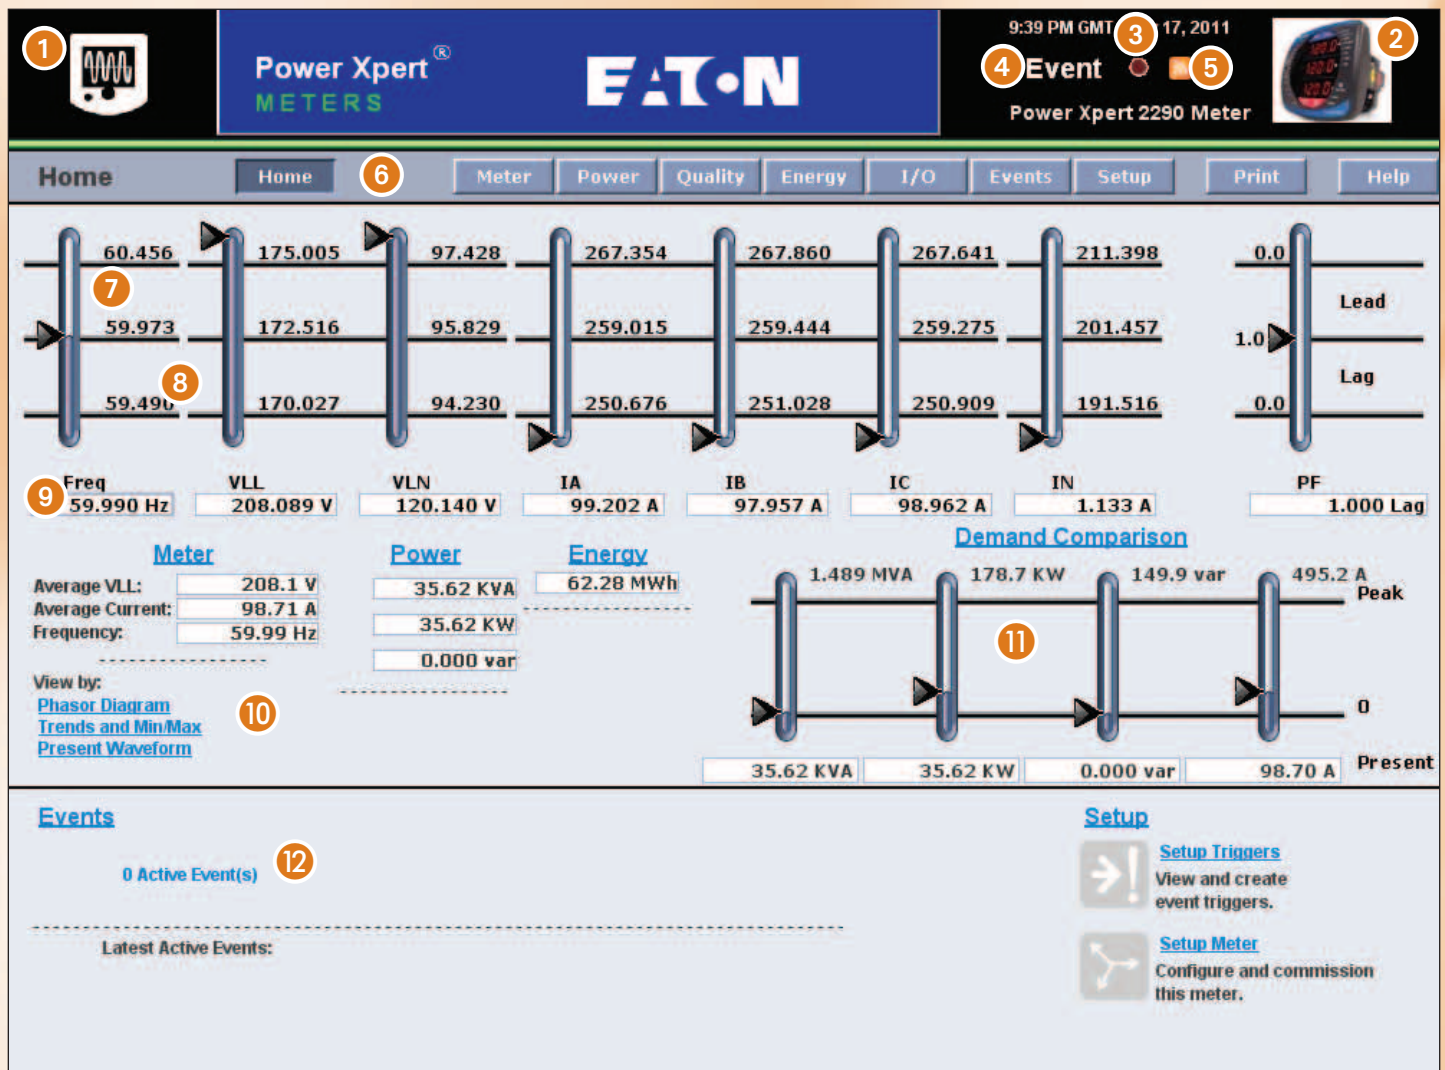 1
Power Xpert®
METERS
EATON
9:39 PM GMT 3 17, 2011
4 Event 5
Power Xpert 2290 Meter
2
Home
Home 6 Meter Power Quality Energy I/O Events Setup Print Help
60.456 175.005 97.428 267.354 267.860 267.641 211.398 0.0
7
Lead
59.973 172.516 95.829 259.015 259.444 259.275 201.457 1.0
8
Lag
59.490 170.027 94.230 250.676 251.028 250.909 191.516 0.0
9
Freq VLL VLN IA IB IC IN PF
59.990 Hz 208.089 V 120.140 V 99.202 A 97.957 A 98.962 A 1.133 A 1.000 Lag
Meter
Average VLL: 208.1 V
Average Current: 98.71 A
Frequency: 59.99 Hz
View by:
Phasor Diagram
Trends and Min/Max
Present Waveform
10
Power
35.62 KVA
35.62 KW
0.000 var
Energy
62.28 MWh
Demand Comparison
1.489 MVA 178.7 KW 149.9 var 495.2 A
Peak
11
0
35.62 KVA 35.62 KW 0.000 var 98.70 A Present
Events
0 Active Event(s) 12
Latest Active Events:
Setup
Setup Triggers
View and create
event triggers.
Setup Meter
Configure and commission
this meter.